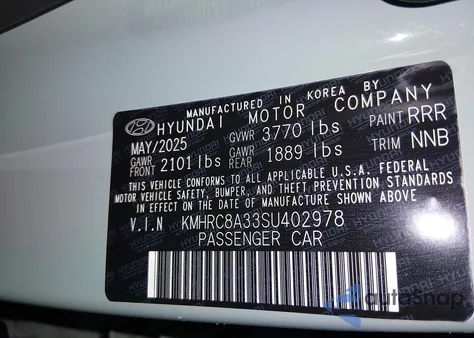 MANUFACTURED IN KOREA BY
HYUNDAI MOTOR COMPANY
MAY/2025 GVWR 3770 lbs PAINT RRR
GAWR FRONT 2101 lbs GAWR REAR 1889 lbs TRIM NNB
THIS VEHICLE CONFORMS TO ALL APPLICABLE U.S.A. FEDERAL
MOTOR VEHICLE SAFETY, BUMPER, AND THEFT PREVENTION STANDARDS
IN EFFECT ON THE DATE OF MANUFACTURE SHOWN ABOVE
V.I.N KMHRC8A33SU402978
PASSENGER CAR
autosnap